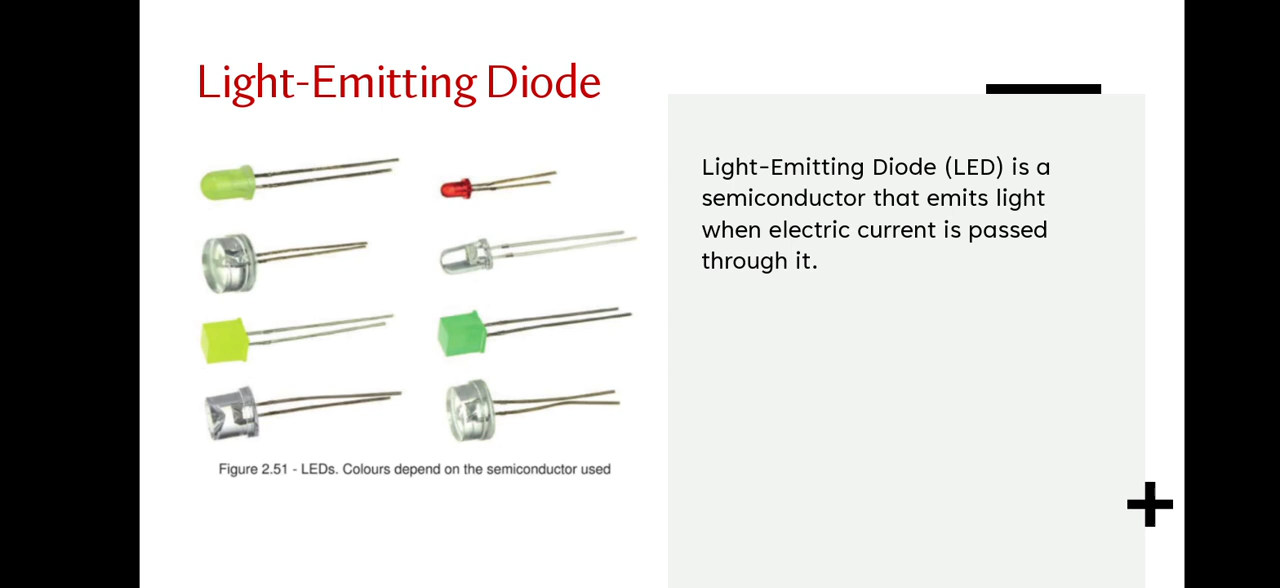 Light-Emitting Diode
Light-Emitting Diode (LED) is a
semiconductor that emits light
when electric current is passed
through it.
Figure 2.51 - LEDs. Colours depend on the semiconductor used